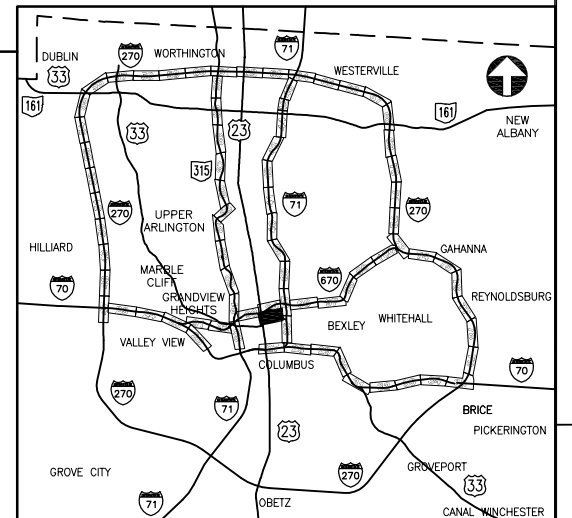 71
270
WORTHINGTON
DUBLIN
33
WESTERVILLE
161
161
33
23
NEW
ALBANY
315
270
71
270
UPPER
ARLINGTON
HILLIARD
GAHANNA
MARBLE
CLIFF
670
70
GRANDVIEW
HEIGHTS
REYNOLDSBURG
BEXLEY
WHITEHALL
VALLEY VIEW
COLUMBUS
70
270
71
BRICE
23
PICKERINGTON
GROVE CITY
270
GROVEPORT
33
71
OBETZ
CANAL WINCHESTER